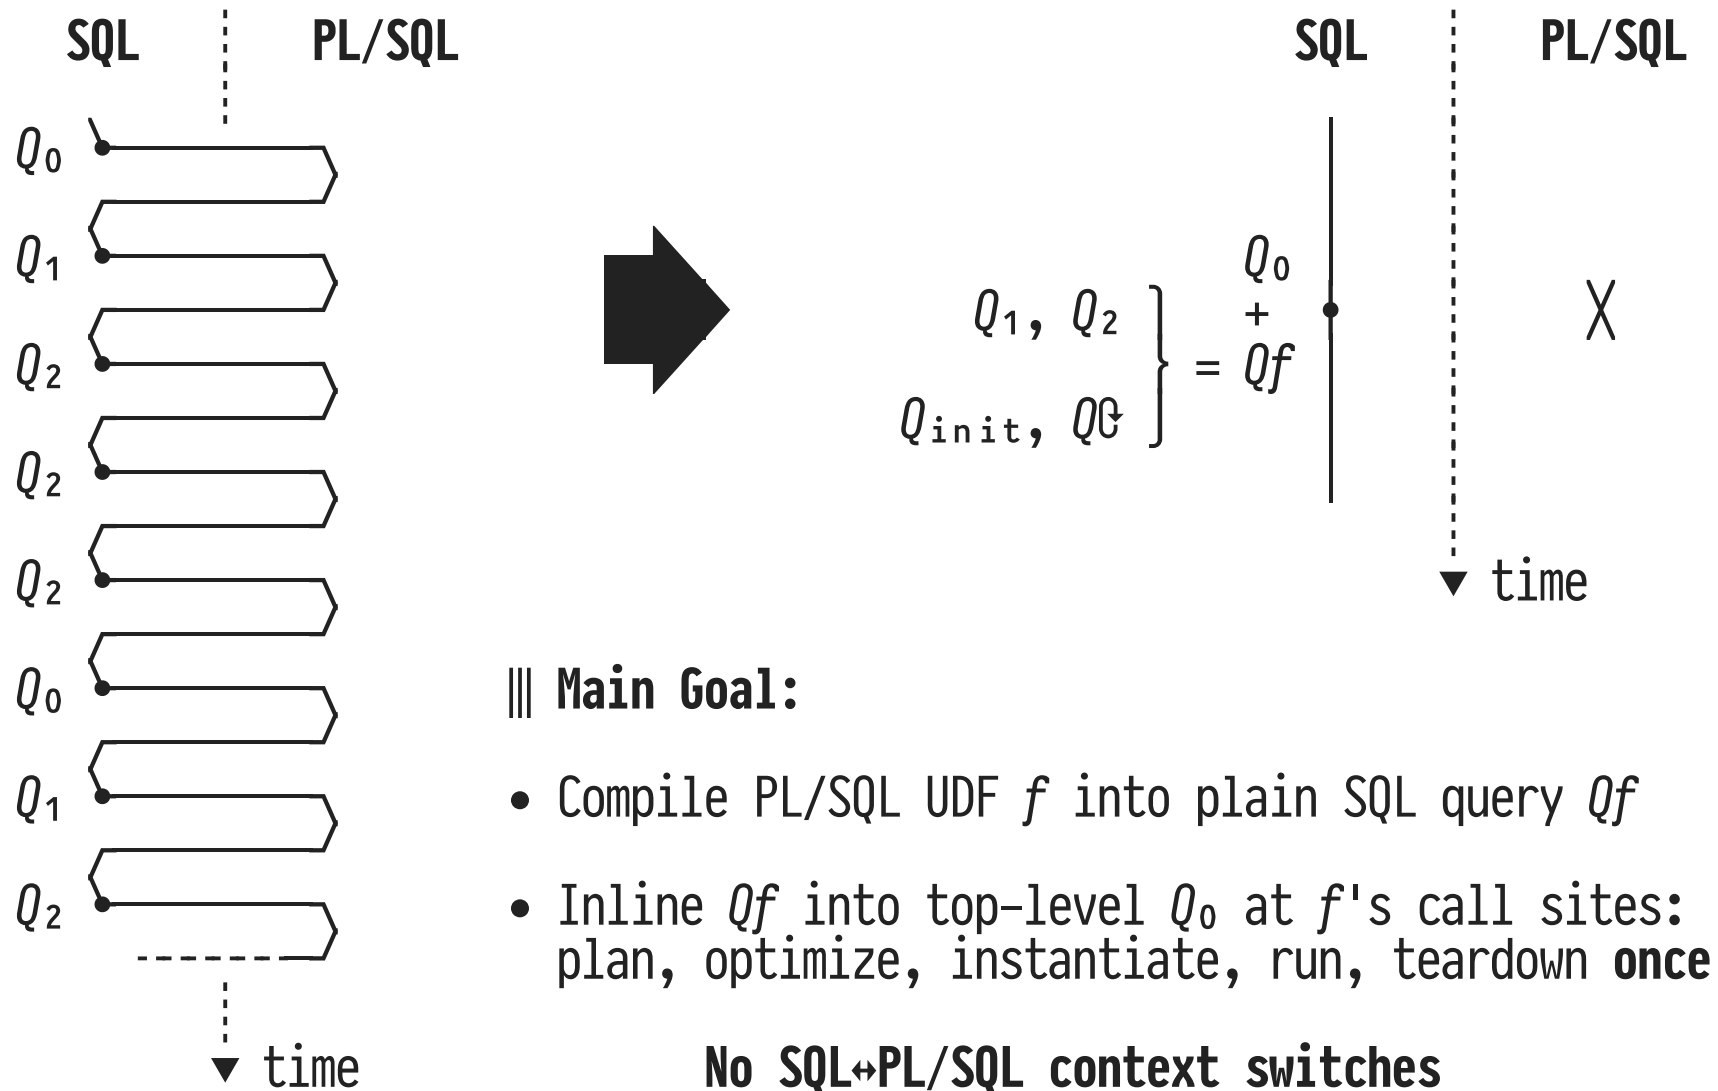 SQL PL/SQL
Q₀
Q₁
Q₂
Q₂
Q₂
Q₀
Q₁
Q₂
time
SQL PL/SQL
Q₀
+
Q₁, Q₂
Qinit, Q↻
} = Qf
╳
time
Main Goal:
• Compile PL/SQL UDF f into plain SQL query Qf
• Inline Qf into top-level Q₀ at f's call sites:
plan, optimize, instantiate, run, teardown once
No SQL↔PL/SQL context switches